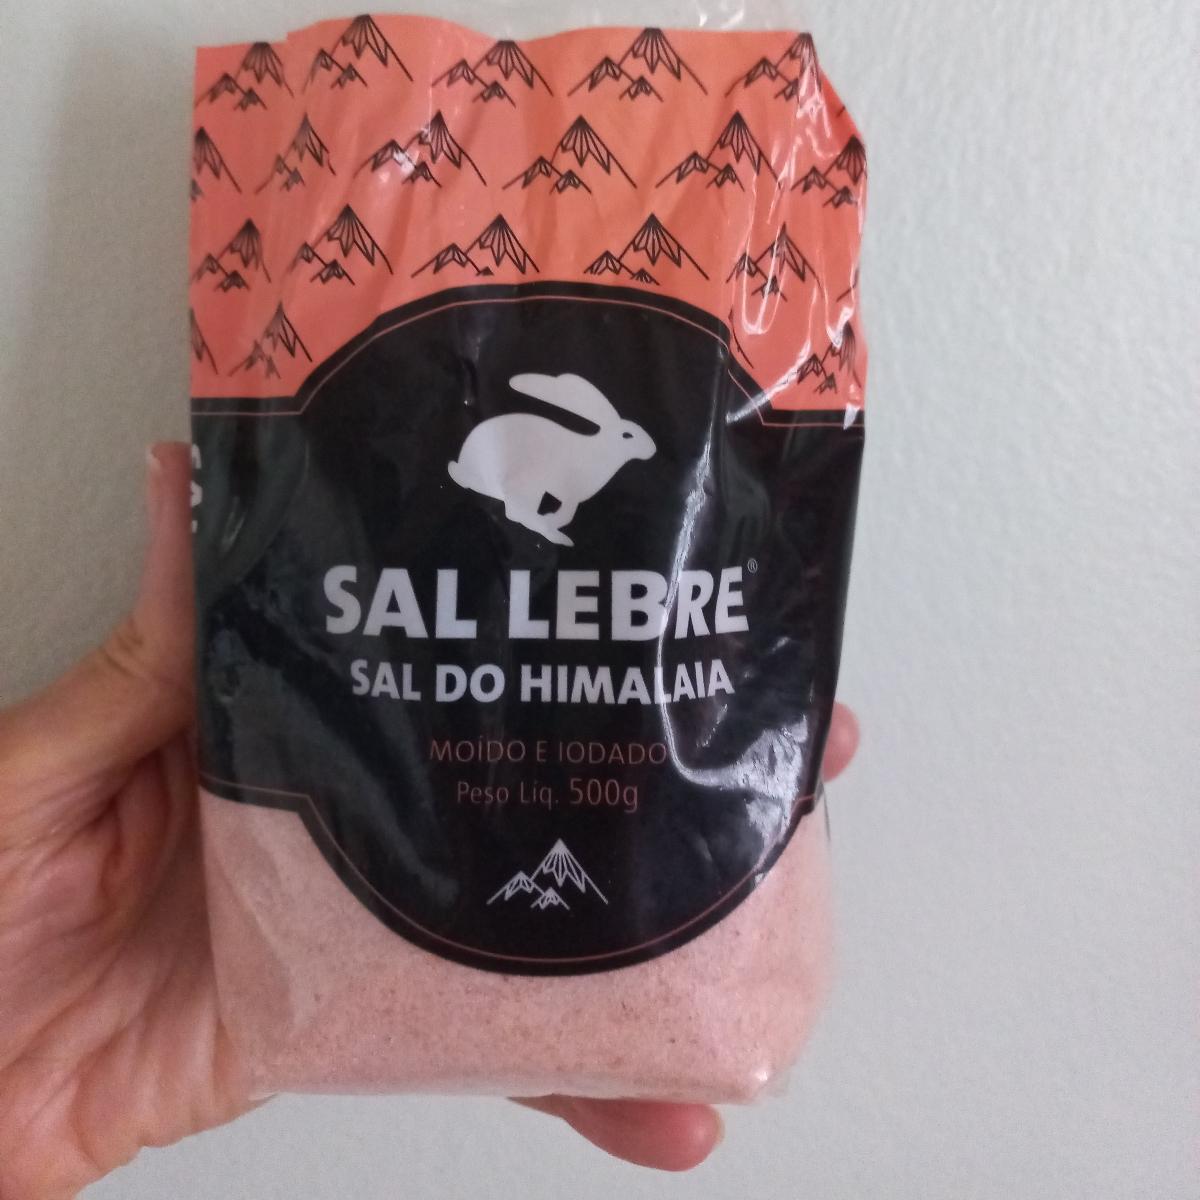 SAL LEBRE®
SAL DO HIMALAIA
MOÍDO E IODADO
Peso Liq. 500g